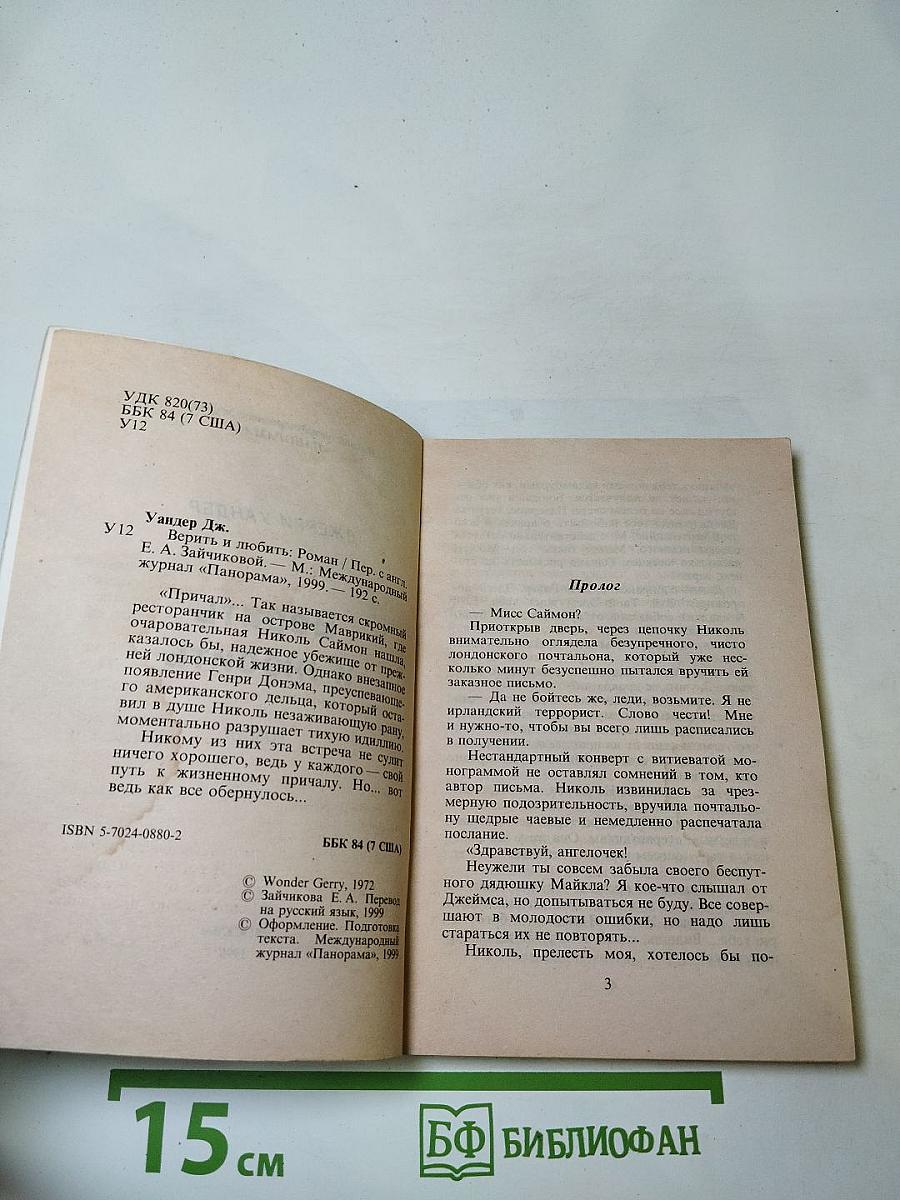 УДК 820(73)
ББК 84 (7 США)
У12
Уандер Дж.
У12
Верить и любить: Роман / Пер. с англ.
Е. А. Зайчиковой. — М.: Международный
журнал «Панорама», 1999. — 192 с.
«Причал»... Так называется скромный
ресторанчик на острове Маврикий, где
очаровательная Николь Саймон нашла,
казалось бы, надежное убежище от преж-
ней лондонской жизни. Однако внезапное
появление Генри Донэма, преуспевающе-
го американского дельца, который оста-
вил в душе Николь незаживающую рану,
моментально разрушает тихую идиллию.
Никому из них эта встреча не сулит
ничего хорошего, ведь у каждого — свой
путь к жизненному причалу. Но... вот
ведь как все обернулось...
ISBN 5-7024-0880-2
ББК 84 (7 США)
© Wonder Gerry, 1972
© Зайчикова Е. А. Перевод
на русский язык, 1999
© Оформление. Подготовка
текста. Международный
журнал «Панорама», 1999
Пролог
— Мисс Саймон?
Приоткрыв дверь, через цепочку Николь
внимательно оглядела безупречного, чисто
лондонского почтальона, который уже нес-
колько минут безуспешно пытался вручить ей
заказное письмо.
— Да не бойтесь же, леди, возьмите. Я не
ирландский террорист. Слово чести! Мне
и нужно-то, чтобы вы всего лишь расписались
в получении.
Нестандартный конверт с витиеватой мо-
нограммой не оставлял сомнений в том, кто
автор письма. Николь извинилась за чрез-
мерную подозрительность, вручила почтальо-
ну щедрые чаевые и немедленно распечатала
послание.
«Здравствуй, ангелочек!
Неужели ты совсем забыла своего беспут-
ного дядюшку Майкла? Я кое-что слышал от
Джеймса, но допытываться не буду. Все совер-
шают в молодости ошибки, но надо лишь
стараться их не повторять...
Николь, прелесть моя, хотелось бы по-
3
15 см
БФ БИБЛИОФАН